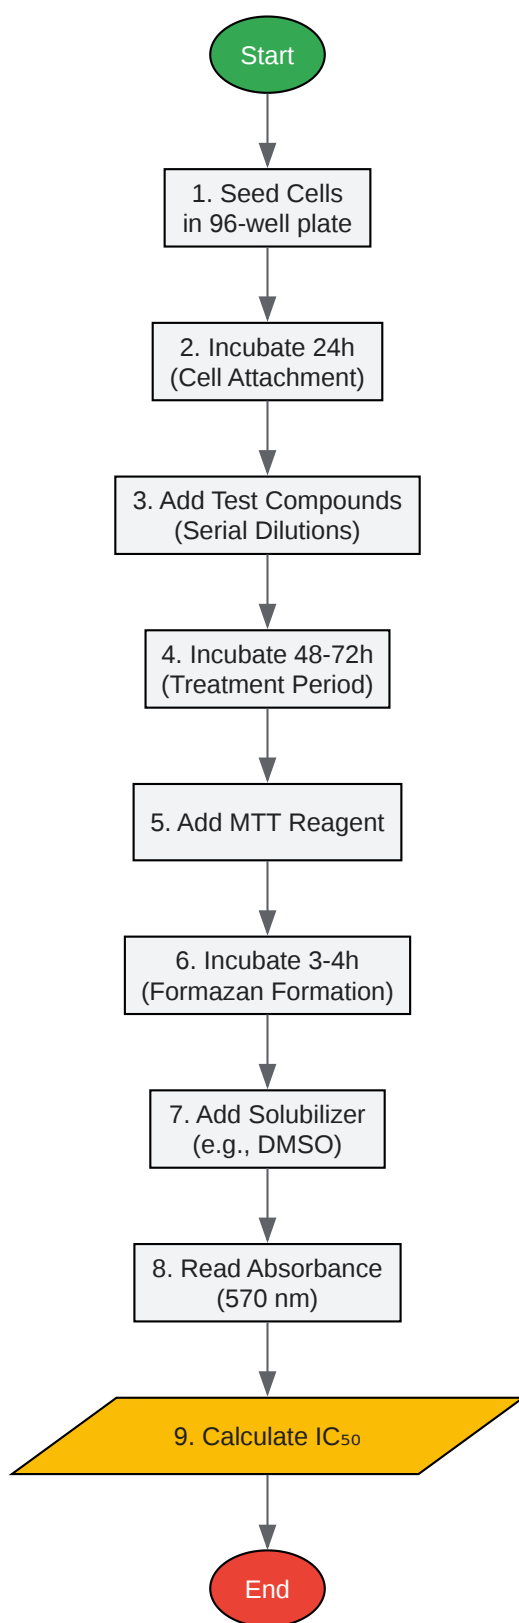 Start
1. Seed Cells
in 96-well plate
2. Incubate 24h
(Cell Attachment)
3. Add Test Compounds
(Serial Dilutions)
4. Incubate 48-72h
(Treatment Period)
5. Add MTT Reagent
6. Incubate 3-4h
(Formazan Formation)
7. Add Solubilizer
(e.g., DMSO)
8. Read Absorbance
(570 nm)
9. Calculate IC₅₀
End